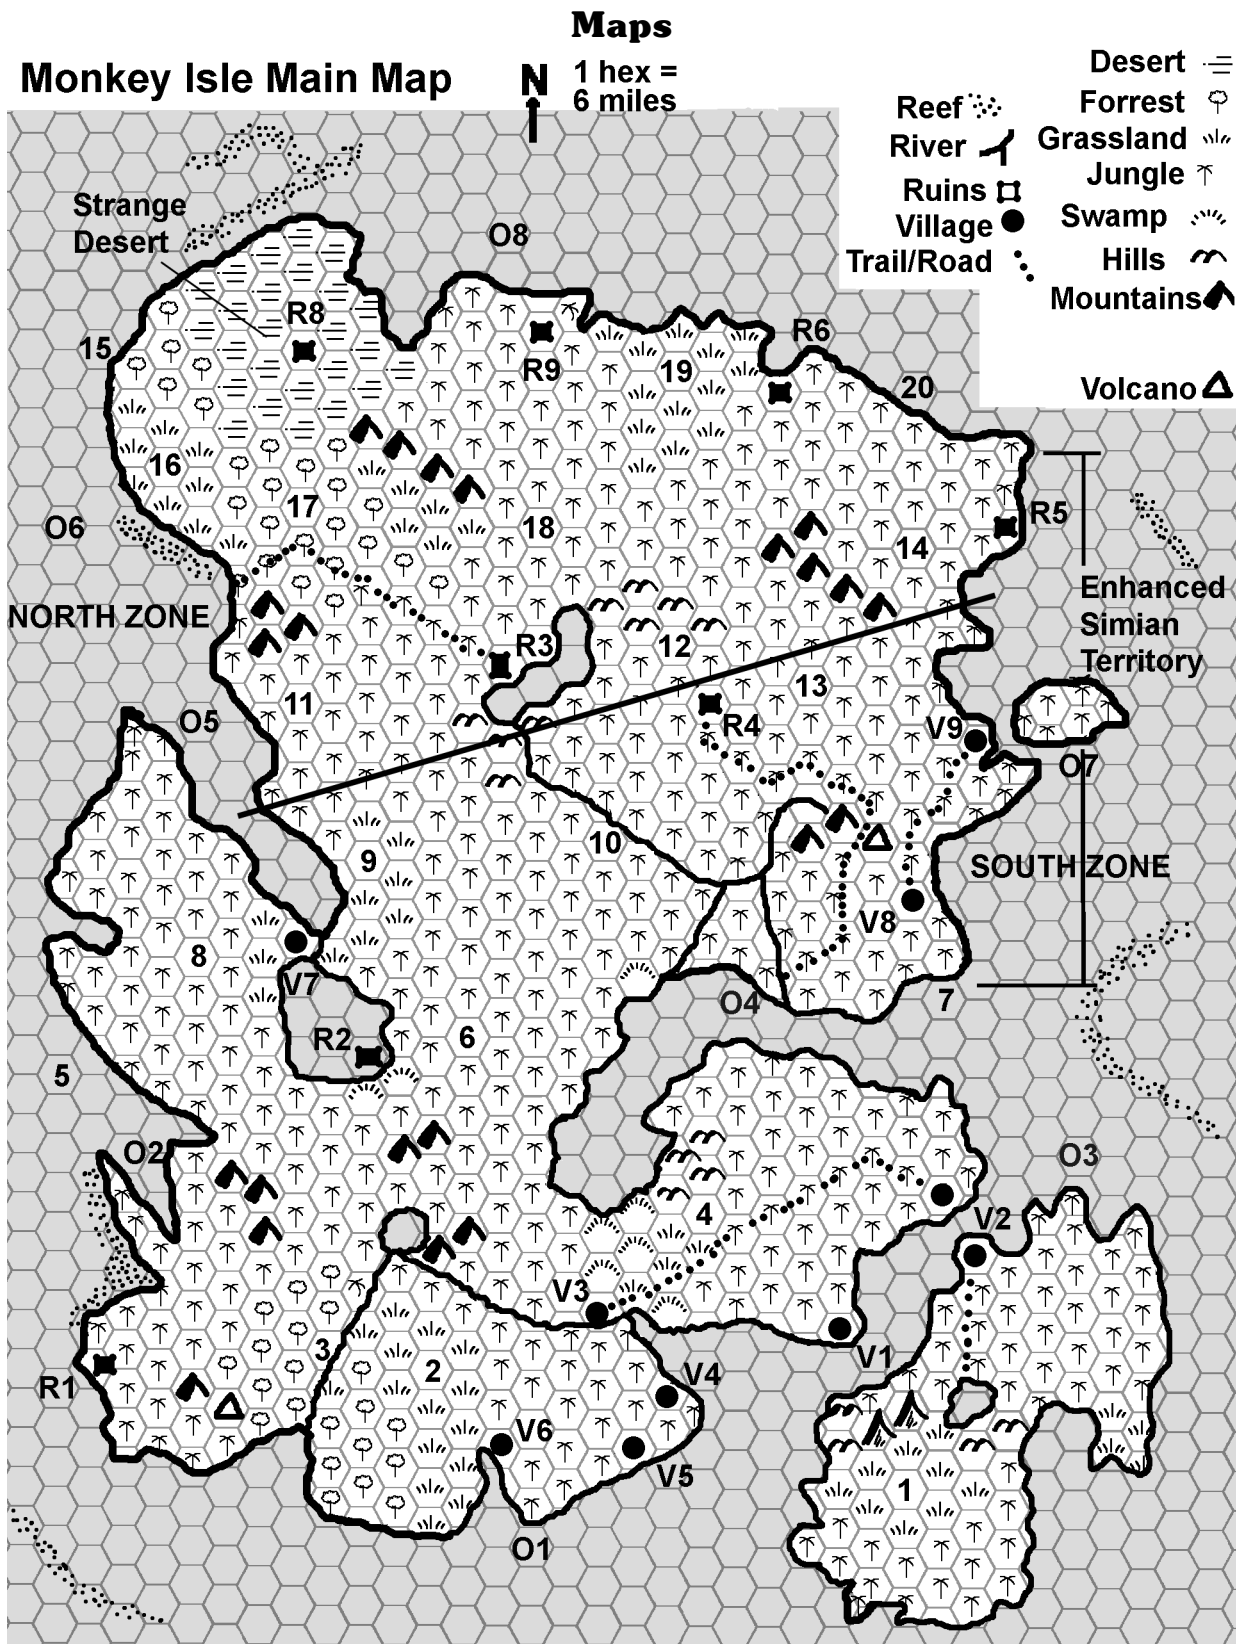 Maps
Monkey Isle Main Map
N
1 hex =
6 miles
Desert
Reef
Forrest
River
Grassland
Jungle
Ruins
Village
Swamp
Trail/Road
Hills
Mountains
Volcano
Strange
Desert
O8
R8
R6
15
R9
19
20
16
17
18
O6
R5
14
Enhanced
Simian
Territory
NORTH ZONE
R3
12
13
11
O5
R4
V9
O7
9
10
SOUTH ZONE
V8
8
V7
O4
7
R2
6
5
O2
O3
4
V2
V3
3
2
V1
R1
V4
V6
V5
1
O1